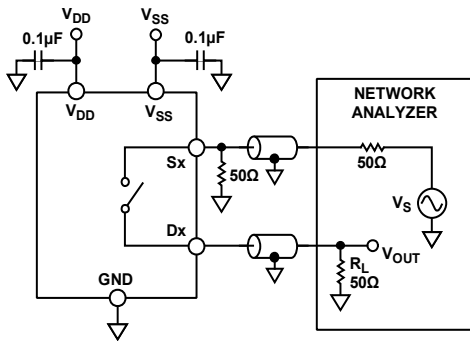 VDD
VSS
0.1µF
0.1µF
VDD
VSS
NETWORK
ANALYZER
Sx
50Ω
50Ω
VS
Dx
VOUT
RL
50Ω
GND